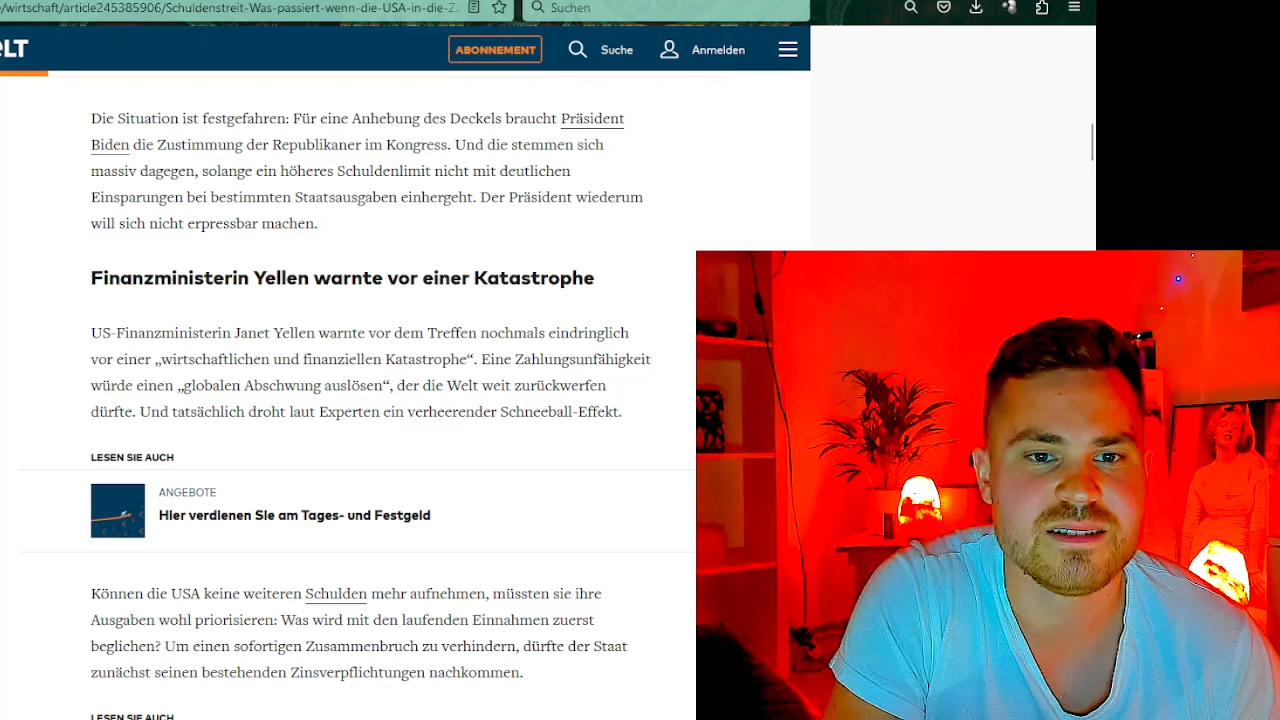 /wirtschaft/article245385906/Schuldenstreit-Was-passiert-wenn-die-USA-in-die-Z
Suchen
ELT
ABONNEMENT
Suche
Anmelden
Die Situation ist festgefahren: Für eine Anhebung des Deckels braucht Präsident
Biden die Zustimmung der Republikaner im Kongress. Und die stemmen sich
massiv dagegen, solange ein höheres Schuldenlimit nicht mit deutlichen
Einsparungen bei bestimmten Staatsausgaben einhergeht. Der Präsident wiederum
will sich nicht erpressbar machen.
Finanzministerin Yellen warnte vor einer Katastrophe
US-Finanzministerin Janet Yellen warnte vor dem Treffen nochmals eindringlich
vor einer „wirtschaftlichen und finanziellen Katastrophe“. Eine Zahlungsunfähigkeit
würde einen „globalen Abschwung auslösen“, der die Welt weit zurückwerfen
dürfte. Und tatsächlich droht laut Experten ein verheerender Schneeball-Effekt.
LESEN SIE AUCH
ANGEBOTE
Hier verdienen Sie am Tages- und Festgeld
Können die USA keine weiteren Schulden mehr aufnehmen, müssten sie ihre
Ausgaben wohl priorisieren: Was wird mit den laufenden Einnahmen zuerst
beglichen? Um einen sofortigen Zusammenbruch zu verhindern, dürfte der Staat
zunächst seinen bestehenden Zinsverpflichtungen nachkommen.
LESEN SIE AUCH